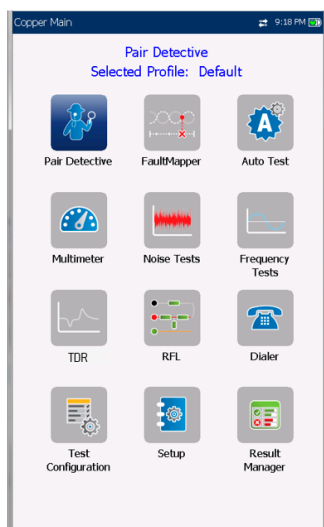 Copper Main 9:18 PM
Pair Detective
Selected Profile: Default
Pair Detective FaultMapper Auto Test
A
Multimeter Noise Tests Frequency
Tests
TDR RFL Dialer
Test
Configuration Setup Result
Manager